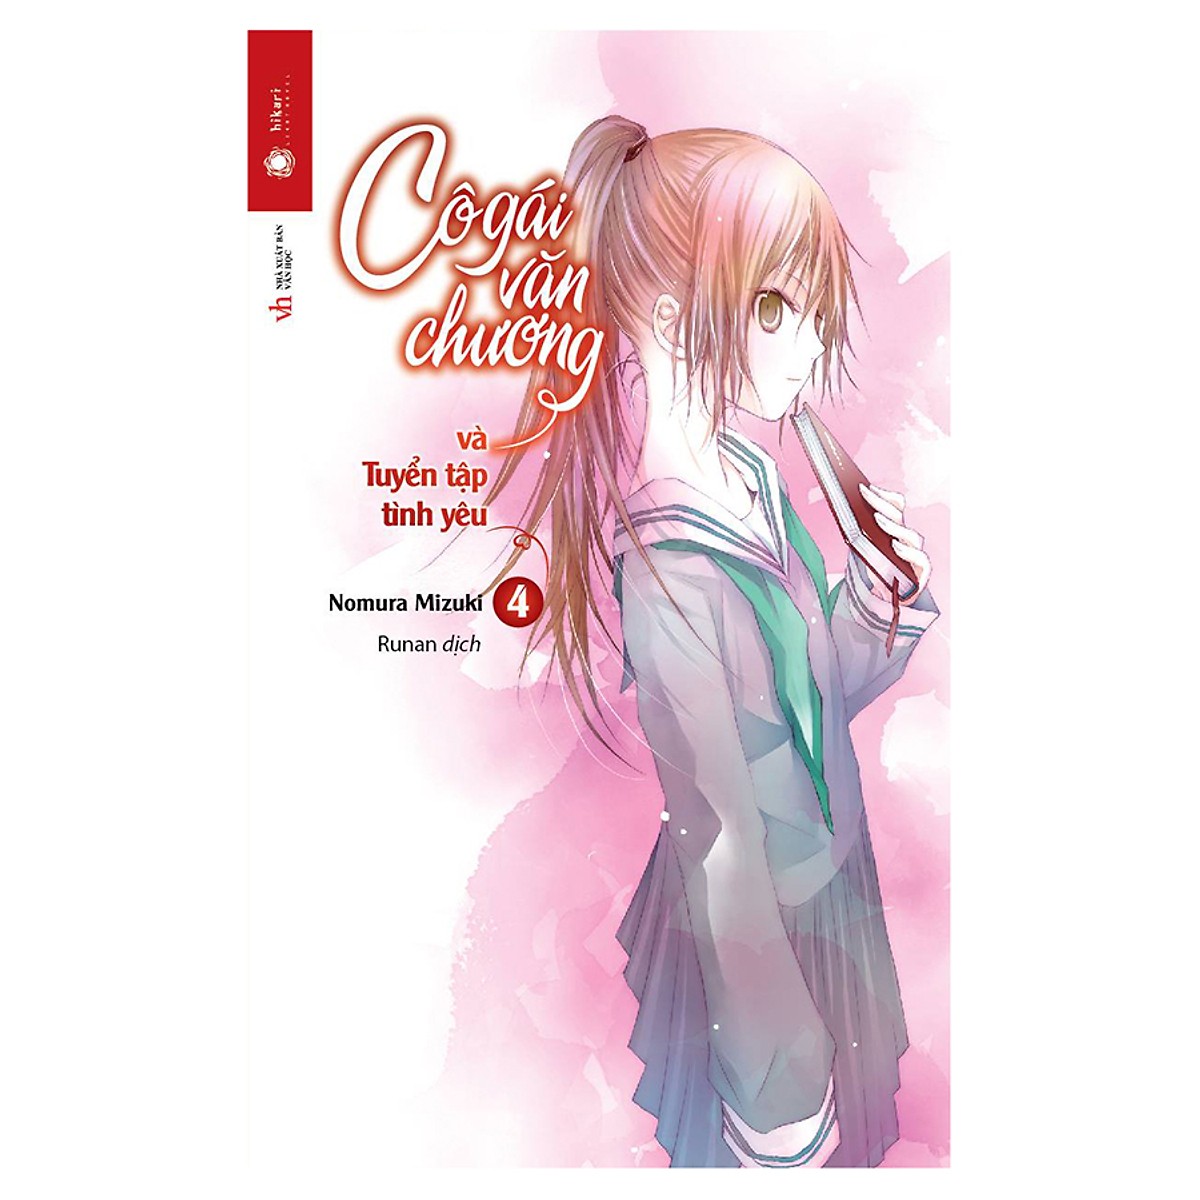 hikari
LIGHTNOVEL
vh
NHÀ XUẤT BẢN
VĂN HỌC
Cô gái
văn
chương
và
Tuyển tập
tình yêu
Nomura Mizuki 4
Runan dịch